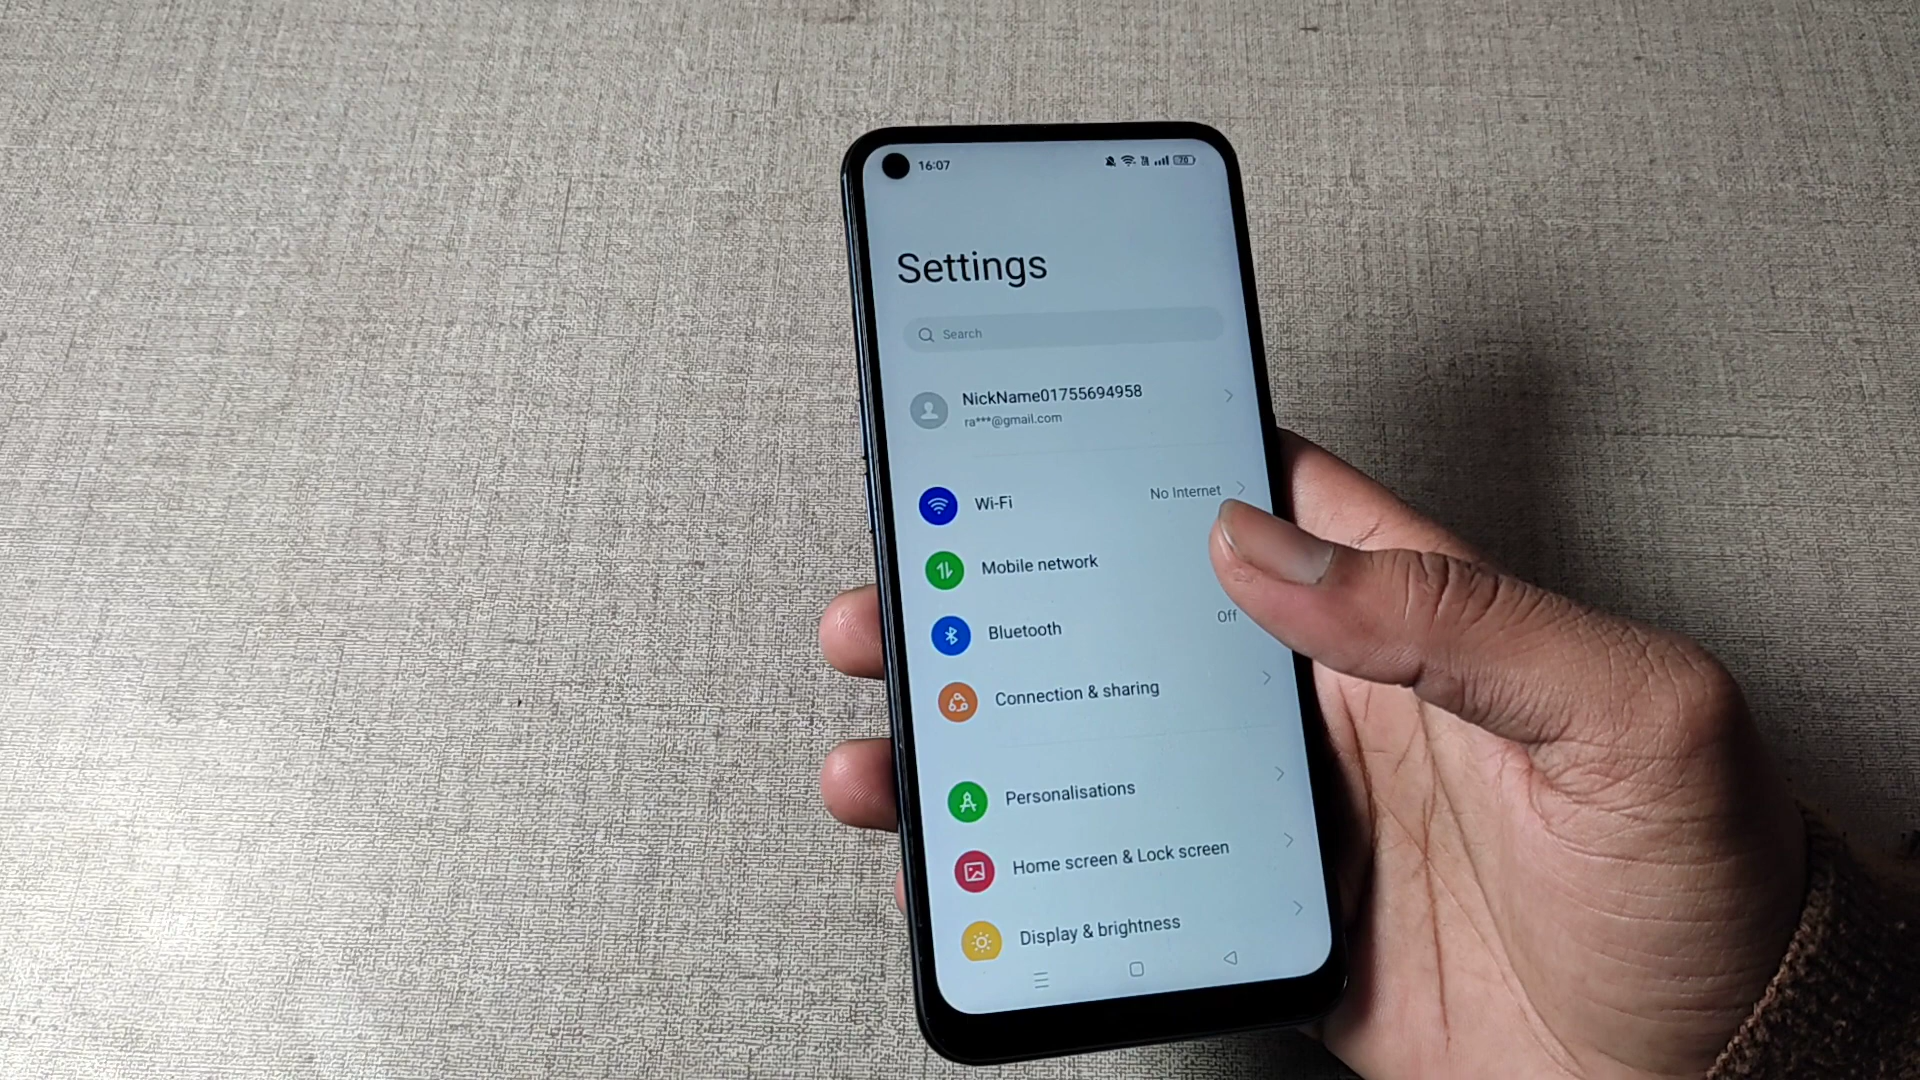 16:07
70
Settings
Search
NickName01755694958
ra***@gmail.com
Wi-Fi
No Internet
Mobile network
Bluetooth
Off
Connection & sharing
Personalisations
Home screen & Lock screen
Display & brightness